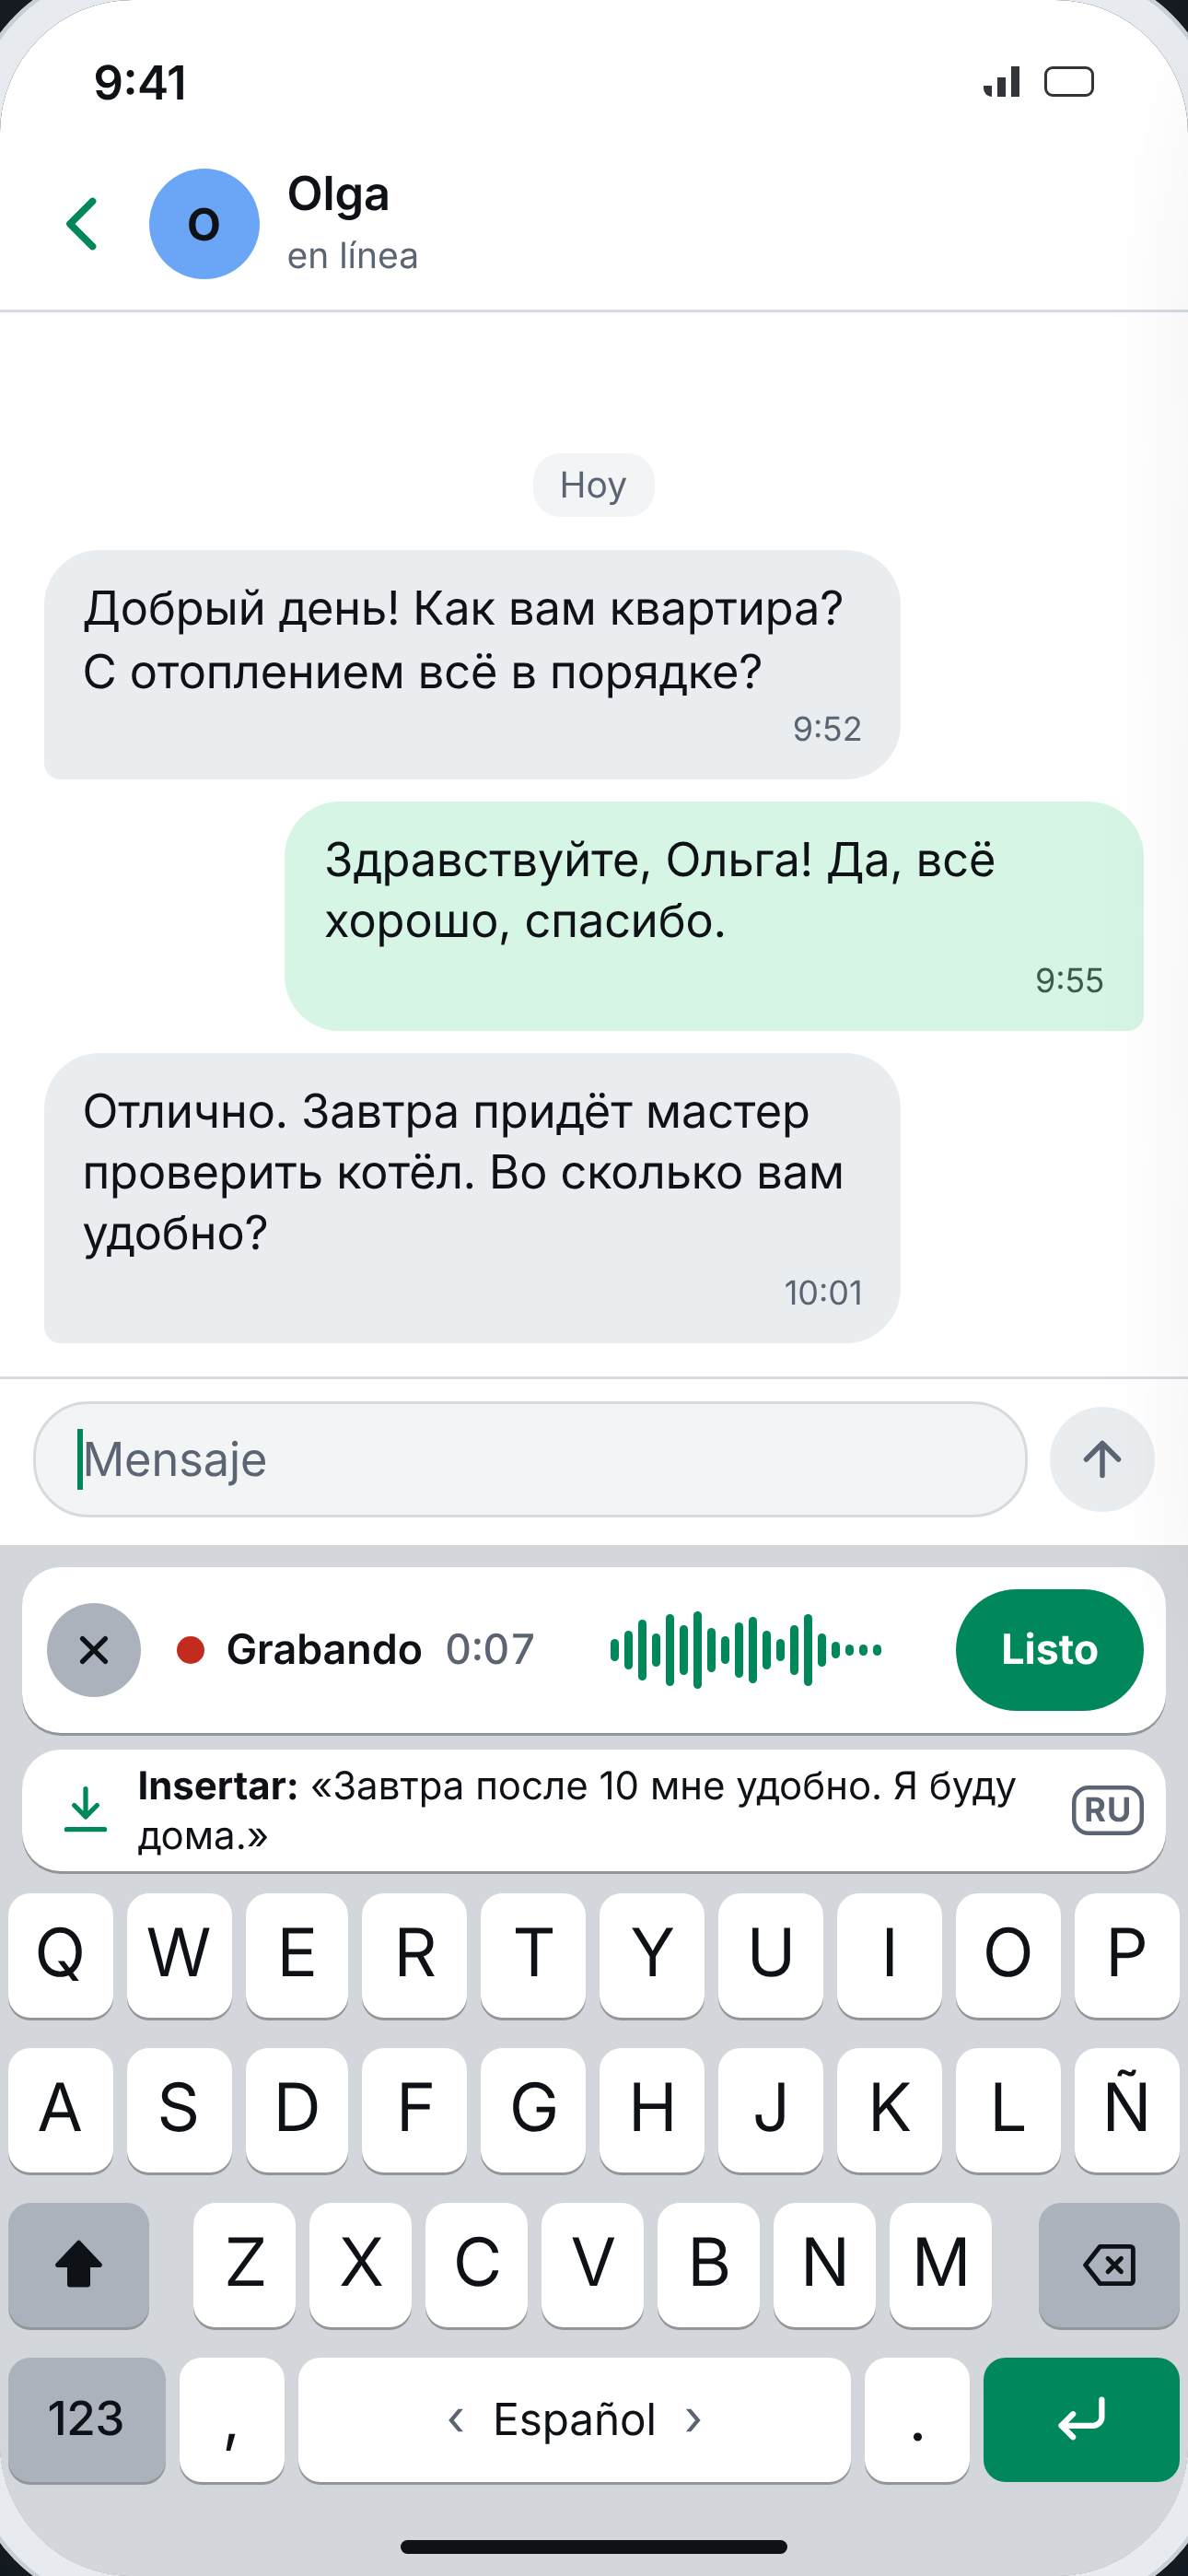 9:41
O
Olga
en línea
Hoy
Добрый день! Как вам квартира?
С отоплением всё в порядке?
9:52
Здравствуйте, Ольга! Да, всё
хорошо, спасибо.
9:55
Отлично. Завтра придёт мастер
проверить котёл. Во сколько вам
удобно?
10:01
Mensaje
Grabando 0:07
Listo
Insertar: «Завтра после 10 мне удобно. Я буду
дома.»
RU
Q W E R T Y U I O P
A S D F G H J K L Ñ
Z X C V B N M
123 , ‹ Español › .